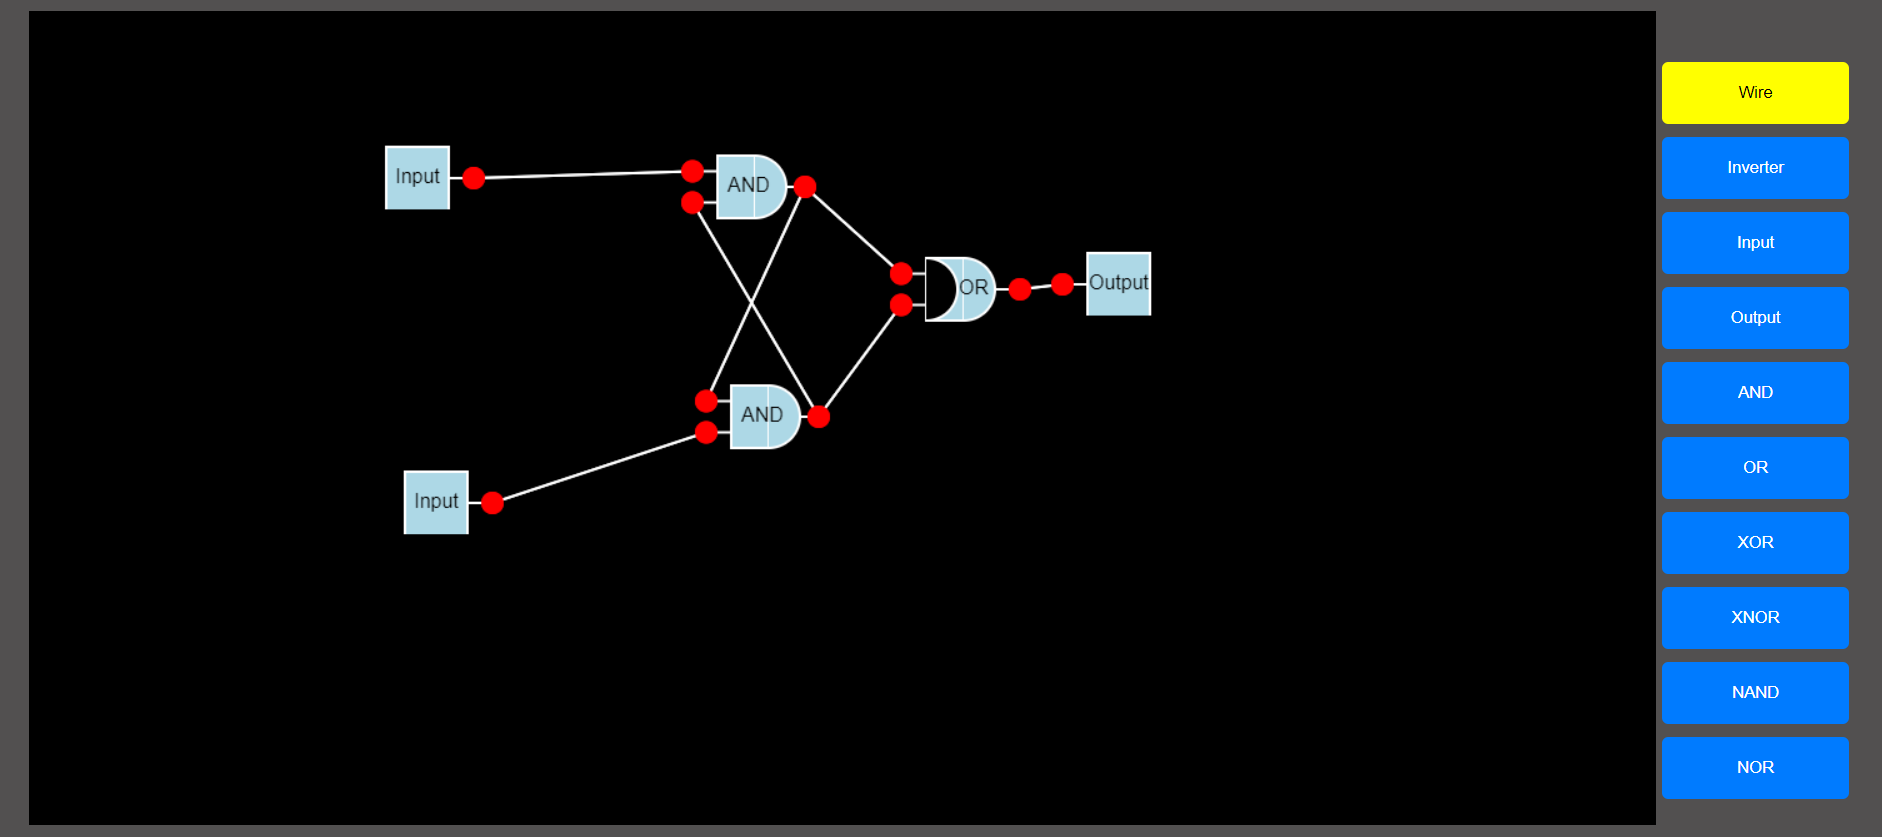 Input
AND
OR
Output
AND
Input
Wire
Inverter
Input
Output
AND
OR
XOR
XNOR
NAND
NOR